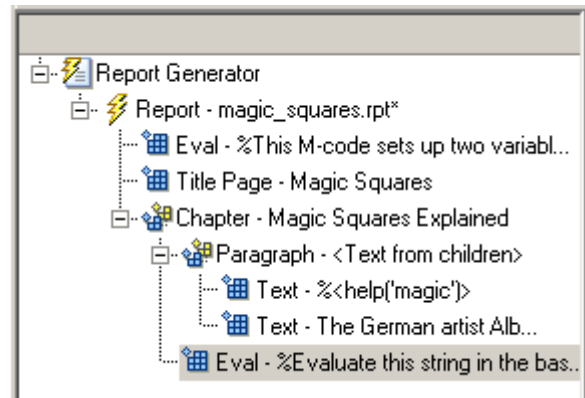 Report Generator
Report - magic_squares.rpt*
Eval - %This M-code sets up two variabl...
Title Page - Magic Squares
Chapter - Magic Squares Explained
Paragraph - <Text from children>
Text - %<help('magic')>
Text - The German artist Alb...
Eval - %Evaluate this string in the bas..